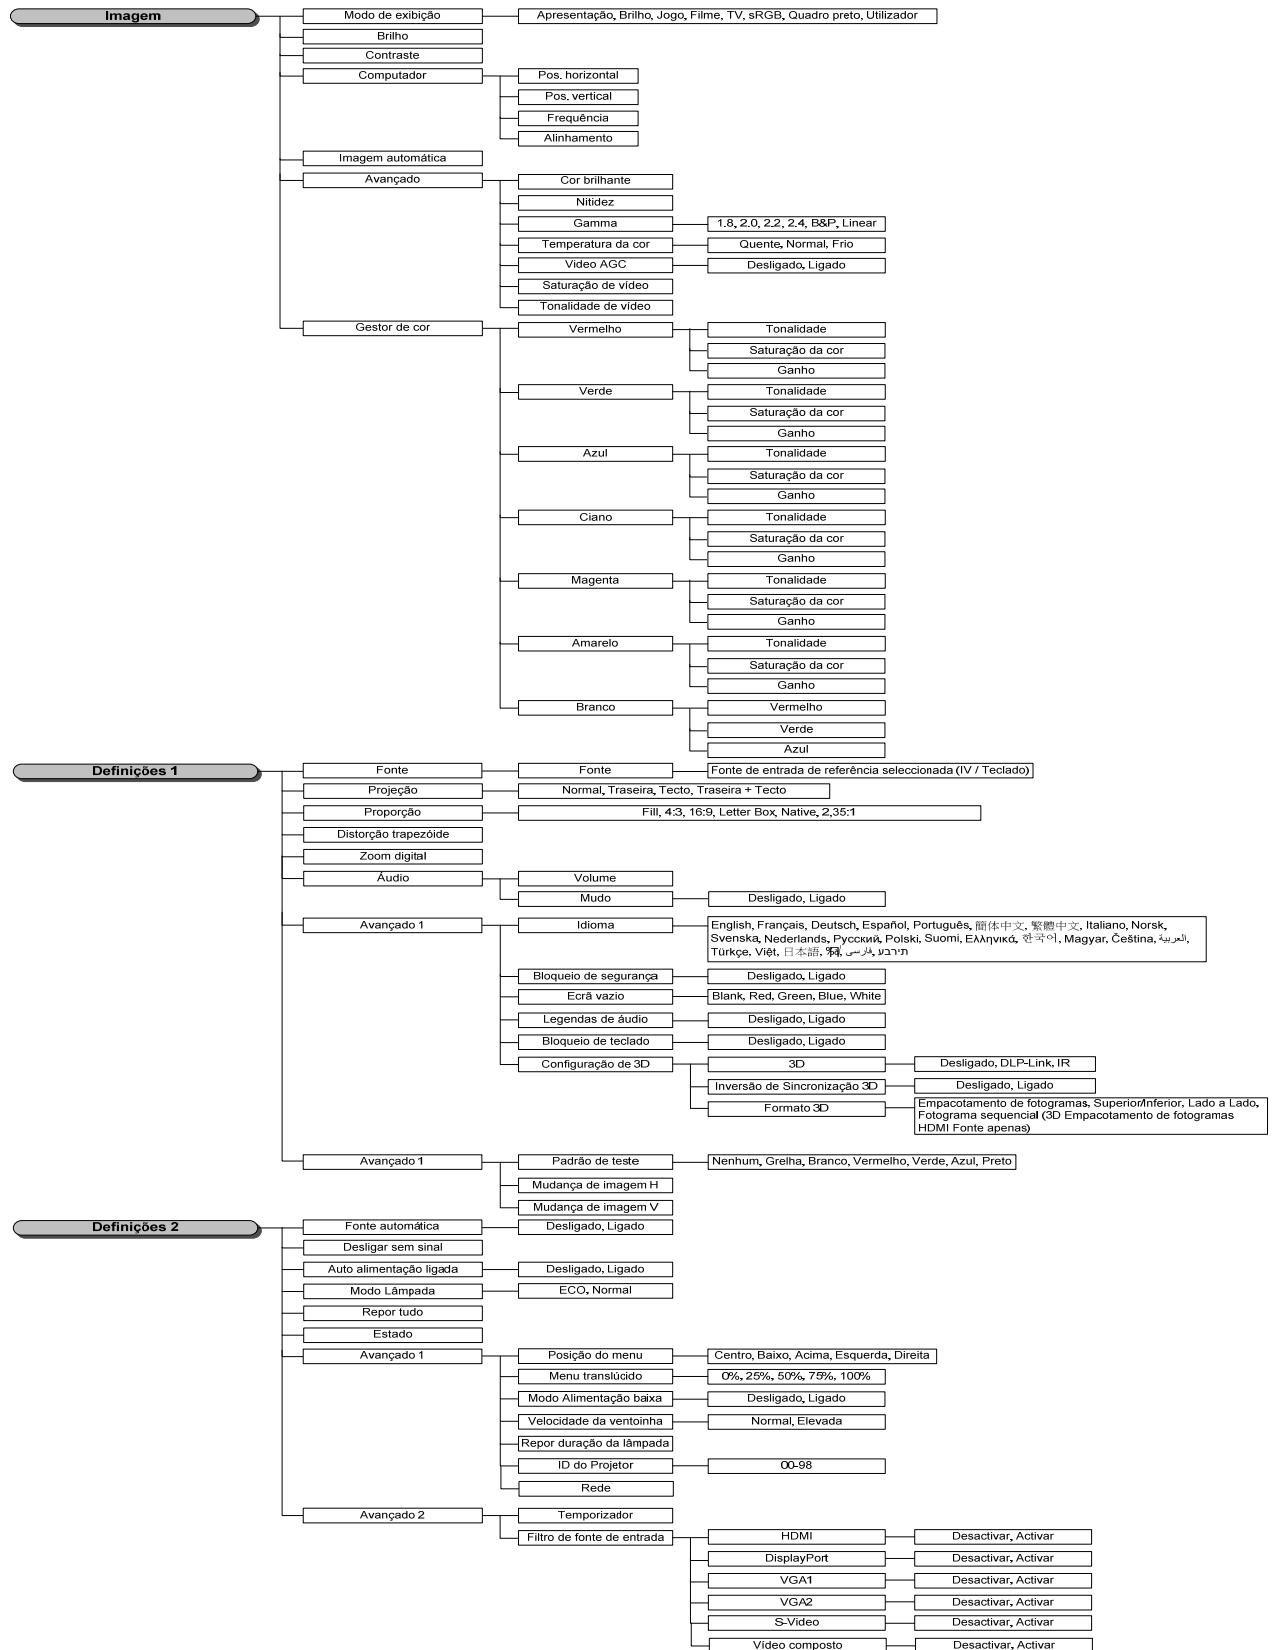 Imagem
Modo de exibição
Apresentação, Brilho, Jogo, Filme, TV, sRGB, Quadro preto, Utilizador
Brilho
Contraste
Computador
Pos. horizontal
Pos. vertical
Frequência
Alinhamento
Imagem automática
Avançado
Cor brilhante
Nitidez
Gamma
1.8, 2.0, 2.2, 2.4, B&P, Linear
Temperatura da cor
Quente, Normal, Frio
Video AGC
Desligado, Ligado
Saturação de vídeo
Tonalidade de vídeo
Gestor de cor
Vermelho
Tonalidade
Saturação da cor
Ganho
Verde
Tonalidade
Saturação da cor
Ganho
Azul
Tonalidade
Saturação da cor
Ganho
Ciano
Tonalidade
Saturação da cor
Ganho
Magenta
Tonalidade
Saturação da cor
Ganho
Amarelo
Tonalidade
Saturação da cor
Ganho
Branco
Vermelho
Verde
Azul
Definições 1
Fonte
Fonte
Fonte de entrada de referência seleccionada (IV / Teclado)
Projeção
Normal, Traseira, Tecto, Traseira + Tecto
Proporção
Fill, 4:3, 16:9, Letter Box, Native, 2,35:1
Distorção trapezóide
Zoom digital
Áudio
Volume
Mudo
Desligado, Ligado
Avançado 1
Idioma
English, Français, Deutsch, Español, Português, 簡体中文, 繁體中文, Italiano, Norsk,
Svenska, Nederlands, Русский, Polski, Suomi, Ελληνικά, 한국어, Magyar, Čeština, العربية,
Türkçe, Việt, 日本語, فارسی, תירבע
Bloqueio de segurança
Desligado, Ligado
Ecrã vazio
Blank, Red, Green, Blue, White
Legendas de áudio
Desligado, Ligado
Bloqueio de teclado
Desligado, Ligado
Configuração de 3D
3D
Desligado, DLP-Link, IR
Inversão de Sincronização 3D
Desligado, Ligado
Formato 3D
Empacotamento de fotogramas, Superior/Inferior, Lado a Lado,
Fotograma sequencial (3D Empacotamento de fotogramas
HDMI Fonte apenas)
Avançado 1
Padrão de teste
Nenhum, Grelha, Branco, Vermelho, Verde, Azul, Preto
Mudança de imagem H
Mudança de imagem V
Definições 2
Fonte automática
Desligado, Ligado
Desligar sem sinal
Auto alimentação ligada
Desligado, Ligado
Modo Lâmpada
ECO, Normal
Repor tudo
Estado
Avançado 1
Posição do menu
Centro, Baixo, Acima, Esquerda, Direita
Menu translúcido
0%, 25%, 50%, 75%, 100%
Modo Alimentação baixa
Desligado, Ligado
Velocidade da ventoinha
Normal, Elevada
Repor duração da lâmpada
ID do Projetor
00-98
Rede
Avançado 2
Temporizador
Filtro de fonte de entrada
HDMI
Desactivar, Activar
DisplayPort
Desactivar, Activar
VGA1
Desactivar, Activar
VGA2
Desactivar, Activar
S-Video
Desactivar, Activar
Vídeo composto
Desactivar, Activar